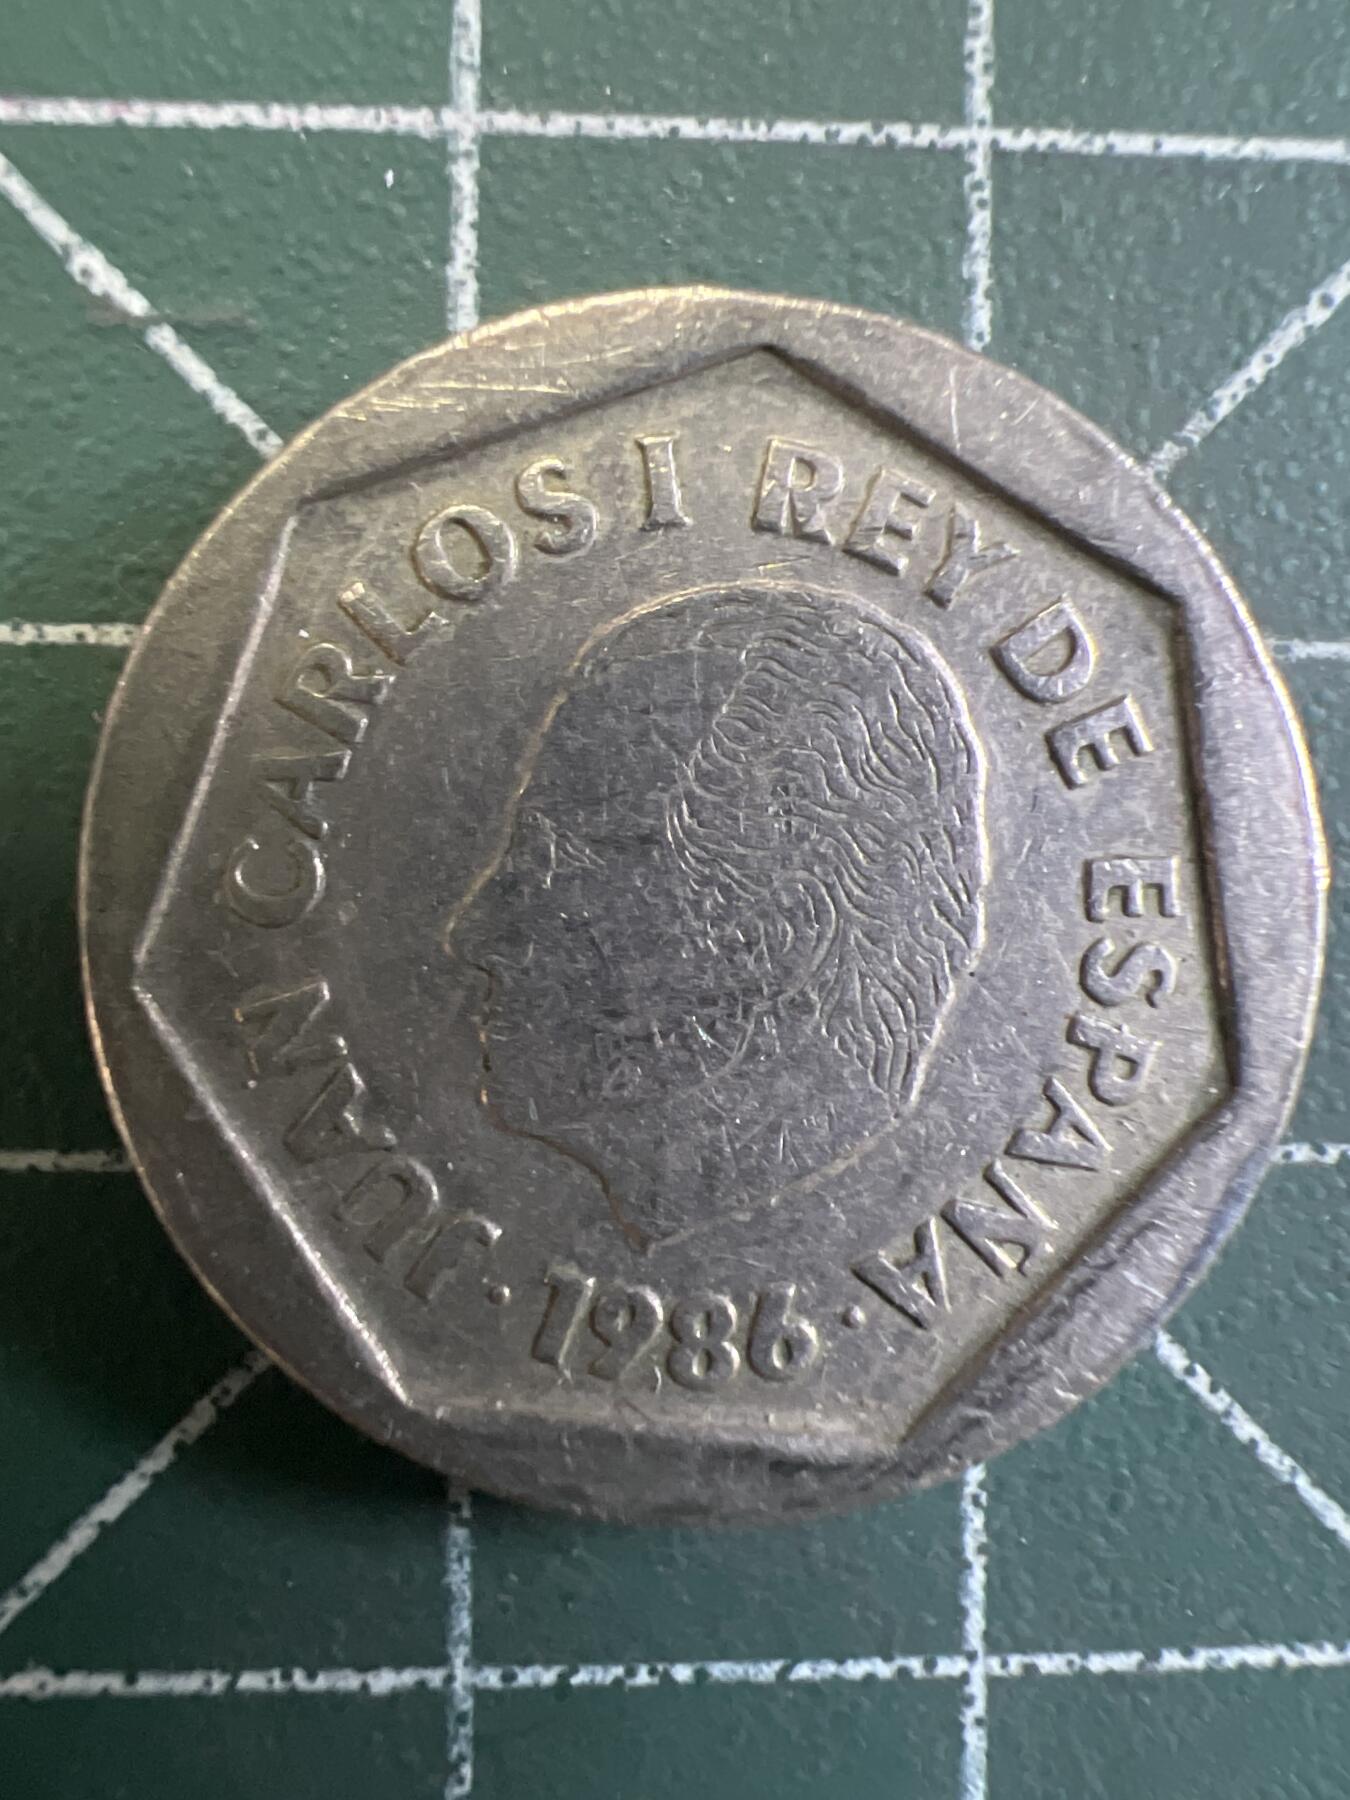 JUAN CARLOS I REY DE ESPAÑA
· 1986 ·